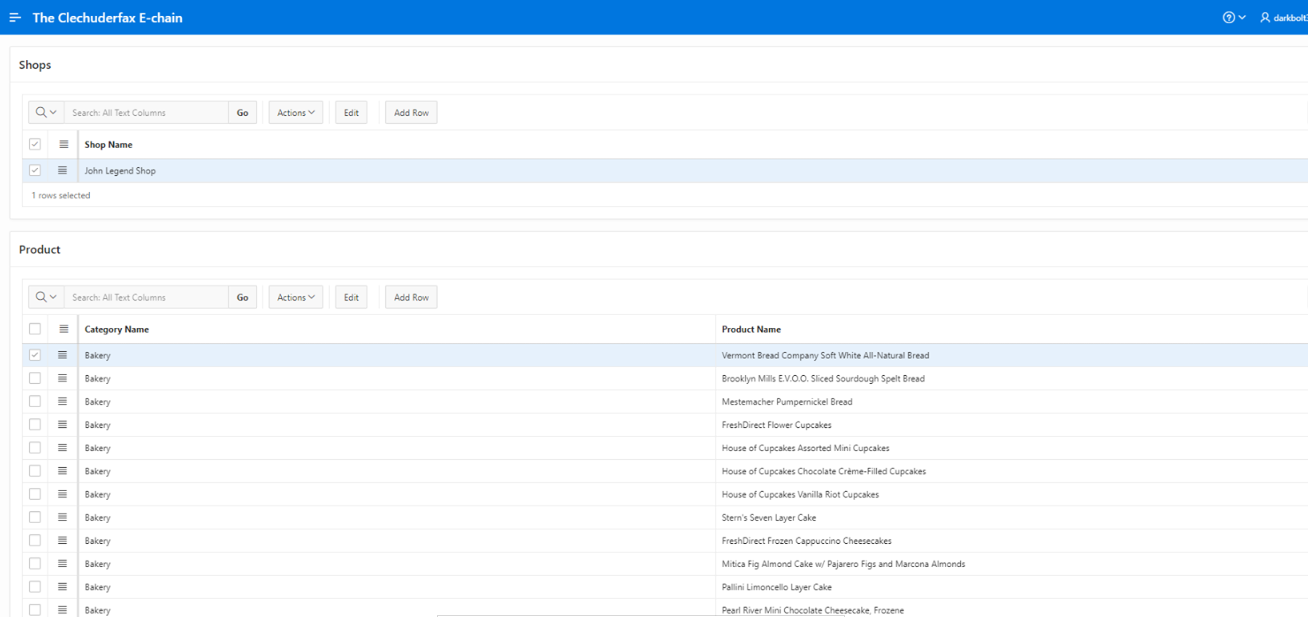 The Clechuderfax E-chain
Shops
Search: All Text Columns Go Actions Edit Add Row
Shop Name
John Legend Shop
1 rows selected
Product
Search: All Text Columns Go Actions Edit Add Row
Category Name Product Name
Bakery Vermont Bread Company Soft White All-Natural Bread
Bakery Brooklyn Mills E.V.O.O. Sliced Sourdough Spelt Bread
Bakery Mestemacher Pumpernickel Bread
Bakery FreshDirect Flower Cupcakes
Bakery House of Cupcakes Assorted Mini Cupcakes
Bakery House of Cupcakes Chocolate Crème-Filled Cupcakes
Bakery House of Cupcakes Vanilla Riot Cupcakes
Bakery Stern's Seven Layer Cake
Bakery FreshDirect Frozen Cappuccino Cheesecakes
Bakery Mitica Fig Almond Cake w/ Pajarero Figs and Marcona Almonds
Bakery Pallini Limoncello Layer Cake
Bakery Pearl River Mini Chocolate Cheesecake, Frozene